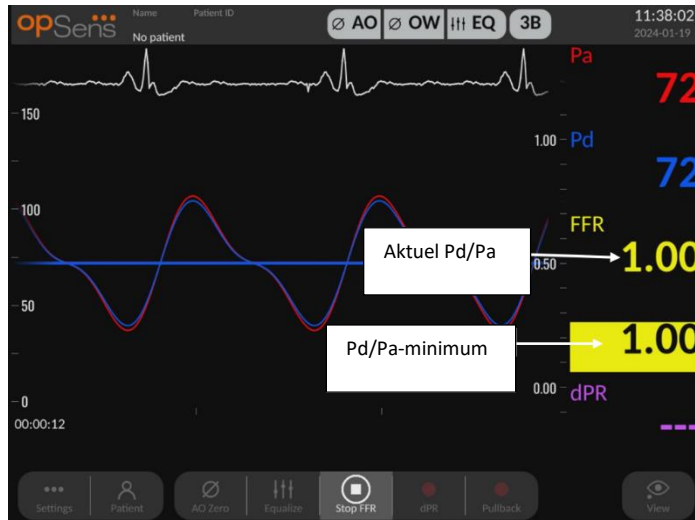 opSens
Name Patient ID
No patient
Ø AO Ø OW EQ 3B
11:38:02
2024-01-19
Pa
72
150
1.00
Pd
72
100
FFR
Aktuel Pd/Pa
0.50
1.00
50
Pd/Pa-minimum
1.00
0
0.00
dPR
00:00:12
---
Settings Patient AO Zero Equalize Stop FFR dPR Pullback View